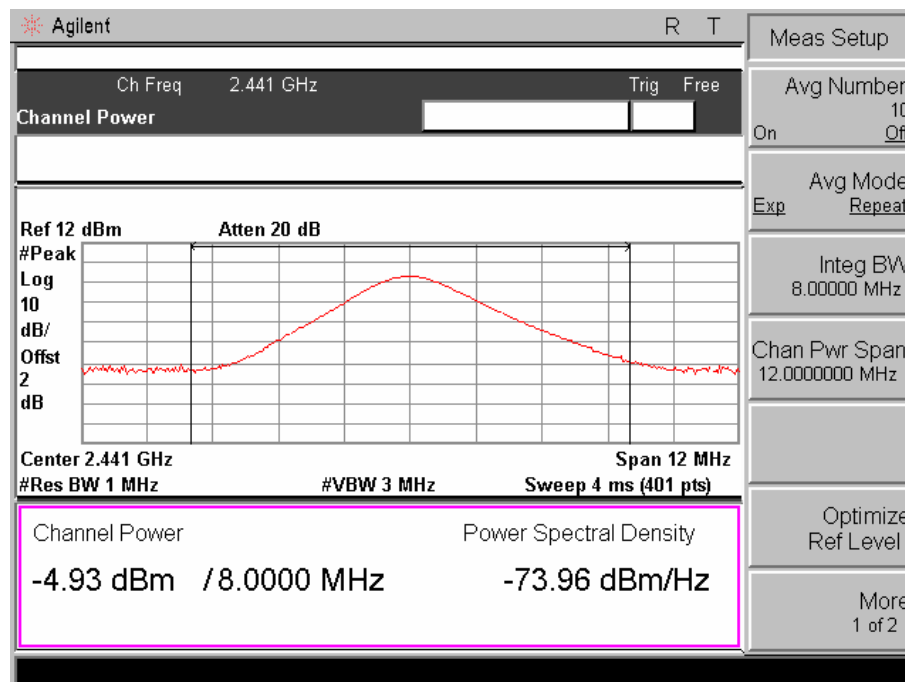 Agilent R T
Ch Freq 2.441 GHz Trig Free
Channel Power
Ref 12 dBm Atten 20 dB
#Peak
Log
10
dB/
Offst
2
dB
Center 2.441 GHz Span 12 MHz
#Res BW 1 MHz #VBW 3 MHz Sweep 4 ms (401 pts)
Channel Power Power Spectral Density
-4.93 dBm / 8.0000 MHz -73.96 dBm/Hz
Meas Setup
Avg Number
10
On Off
Avg Mode
Exp Repeat
Integ BW
8.00000 MHz
Chan Pwr Span
12.0000000 MHz
Optimize
Ref Level
More
1 of 2